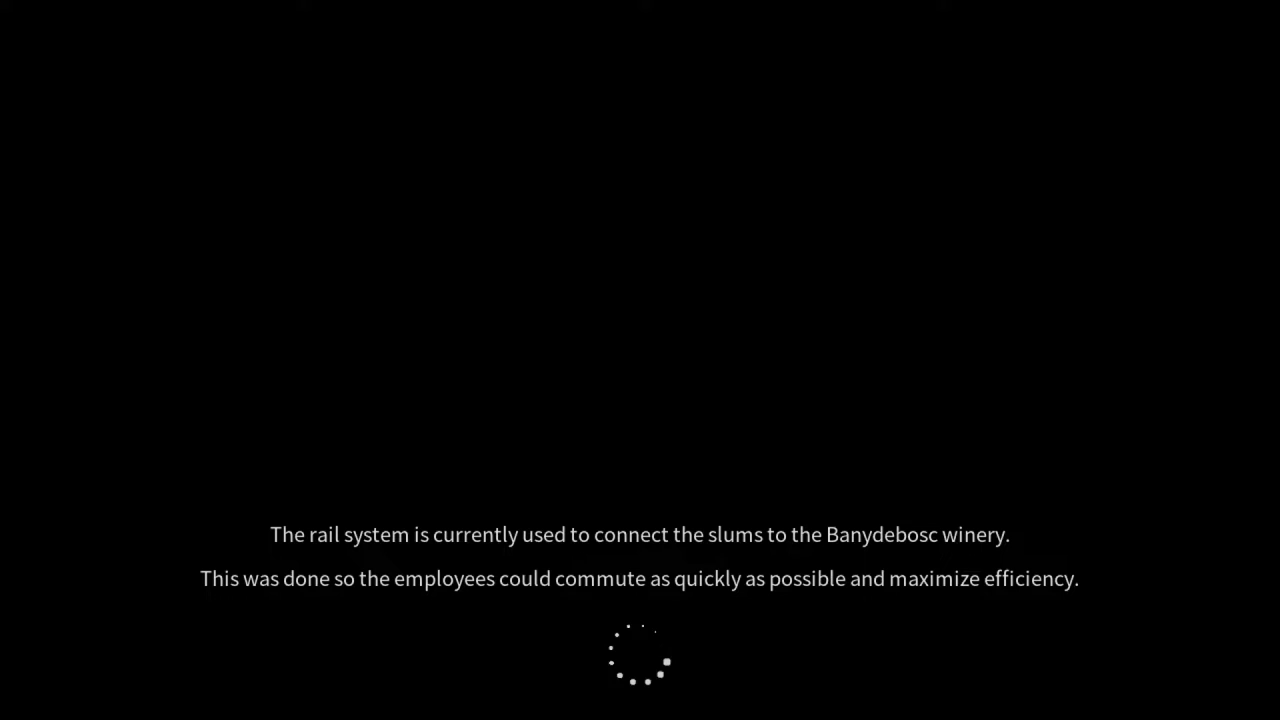 The rail system is currently used to connect the slums to the Banydebosc winery.
This was done so the employees could commute as quickly as possible and maximize efficiency.